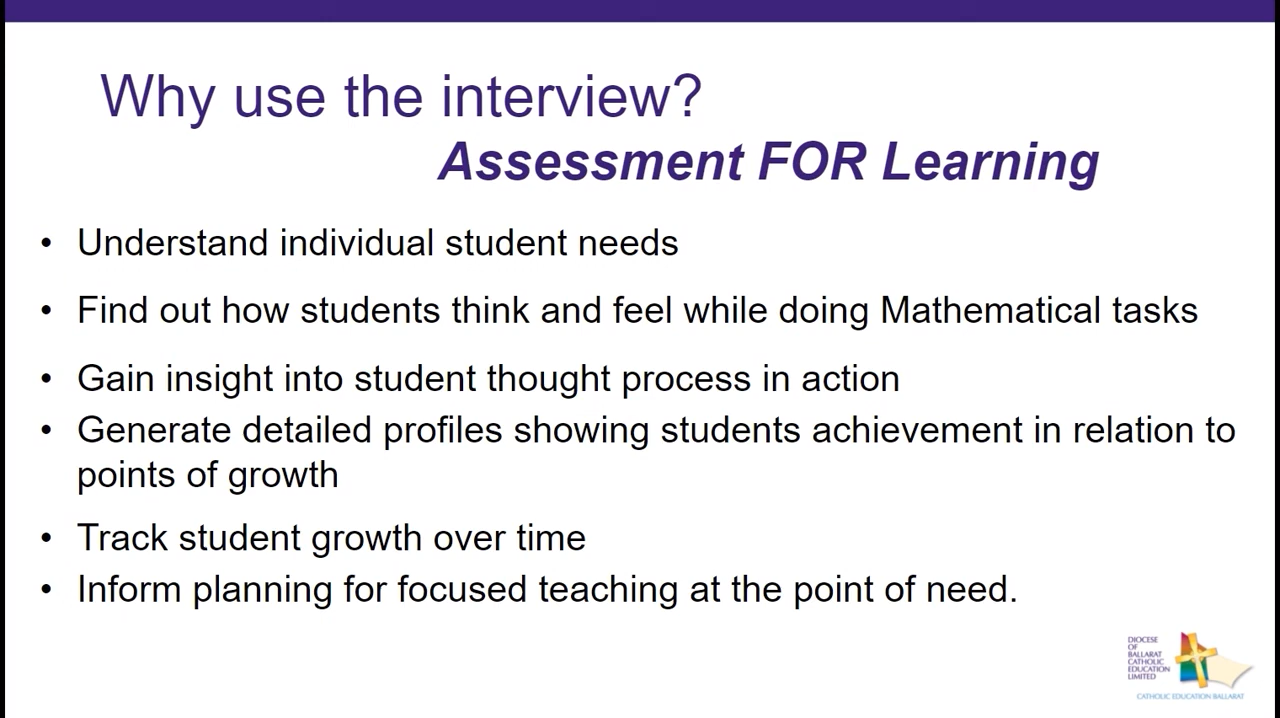 Why use the interview?
Assessment FOR Learning
• Understand individual student needs
• Find out how students think and feel while doing Mathematical tasks
• Gain insight into student thought process in action
• Generate detailed profiles showing students achievement in relation to
points of growth
• Track student growth over time
• Inform planning for focused teaching at the point of need.
DIOCESE
OF
BALLARAT
CATHOLIC
EDUCATION
LIMITED
CATHOLIC EDUCATION BALLARAT